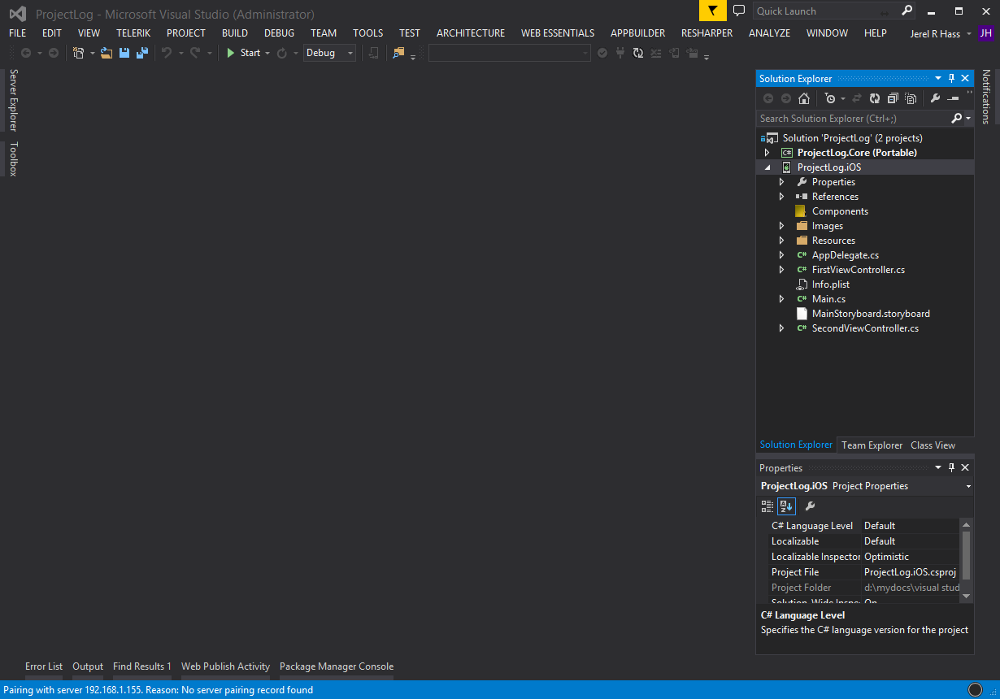 ProjectLog - Microsoft Visual Studio (Administrator)
Quick Launch
FILE EDIT VIEW TELERIK PROJECT BUILD DEBUG TEAM TOOLS TEST ARCHITECTURE WEB ESSENTIALS APPBUILDER RESHARPER ANALYZE WINDOW HELP Jerel R Hass JH
Start Debug
Server Explorer
Toolbox
Solution Explorer
Search Solution Explorer (Ctrl+;)
Solution 'ProjectLog' (2 projects)
C# ProjectLog.Core (Portable)
ProjectLog.iOS
Properties
References
Components
Images
Resources
C# AppDelegate.cs
C# FirstViewController.cs
Info.plist
C# Main.cs
MainStoryboard.storyboard
C# SecondViewController.cs
Solution Explorer Team Explorer Class View
Properties
ProjectLog.iOS Project Properties
C# Language Level Default
Localizable Default
Localizable Inspector Optimistic
Project File ProjectLog.iOS.csproj
Project Folder d:\mydocs\visual stud
Solution-Wide Inspe On
C# Language Level
Specifies the C# language version for the project
Notifications
Error List Output Find Results 1 Web Publish Activity Package Manager Console
Pairing with server 192.168.1.155. Reason: No server pairing record found